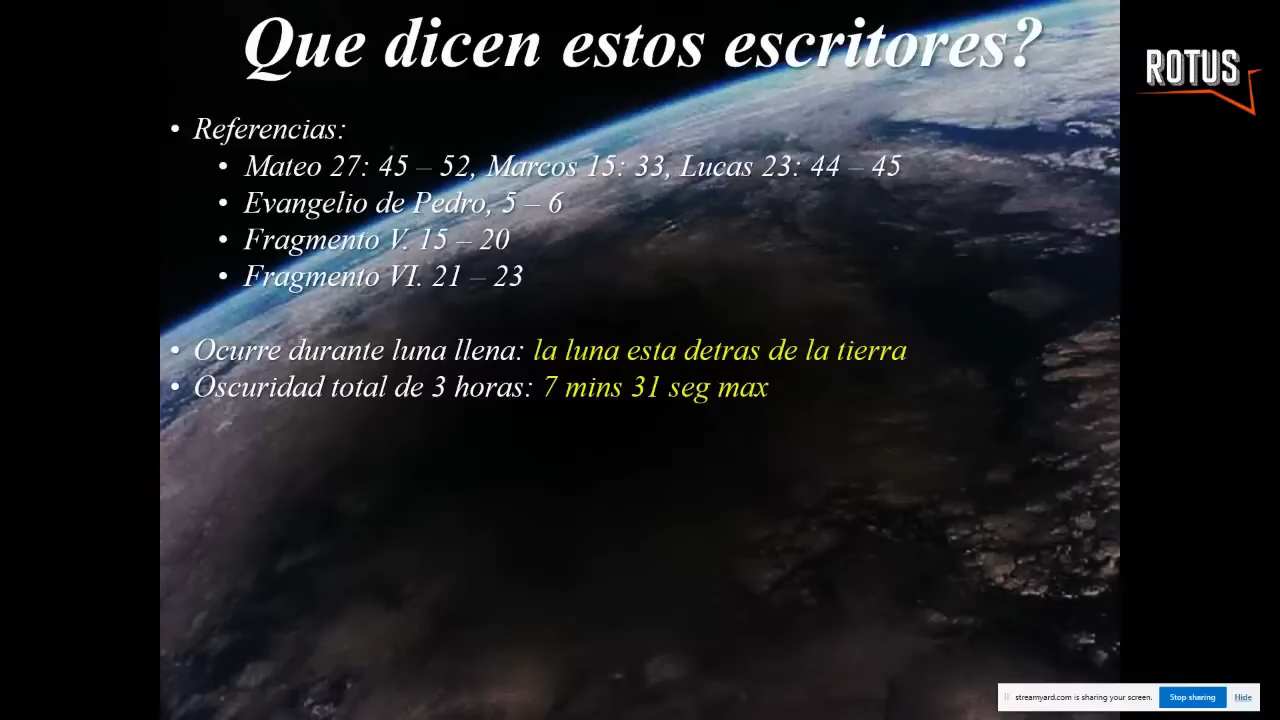 Que dicen estos escritores?
ROTUS
• Referencias:
• Mateo 27: 45 – 52, Marcos 15: 33, Lucas 23: 44 – 45
• Evangelio de Pedro, 5 – 6
• Fragmento V. 15 – 20
• Fragmento VI. 21 – 23
• Ocurre durante luna llena: la luna esta detras de la tierra
• Oscuridad total de 3 horas: 7 mins 31 seg max
streamyard.com is sharing your screen. Stop sharing Hide